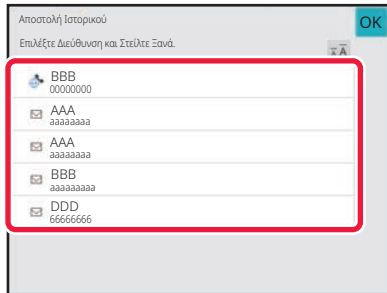 Αποστολή Ιστορικού
OK
Επιλέξτε Διεύθυνση και Στείλτε Ξανά.
A A
BBB
00000000
AAA
aaaaaaaa
AAA
aaaaaaaa
BBB
aaaaaaaaa
DDD
66666666